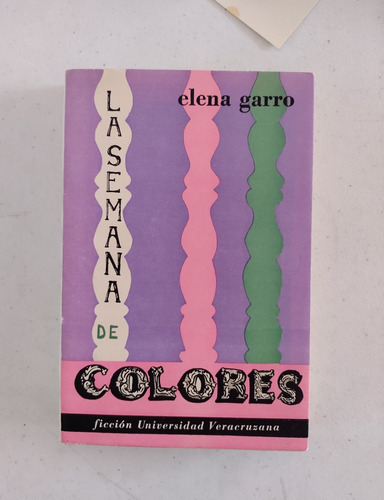 elena garro
LA SEMANA
DE
COLORES
ficción Universidad Veracruzana